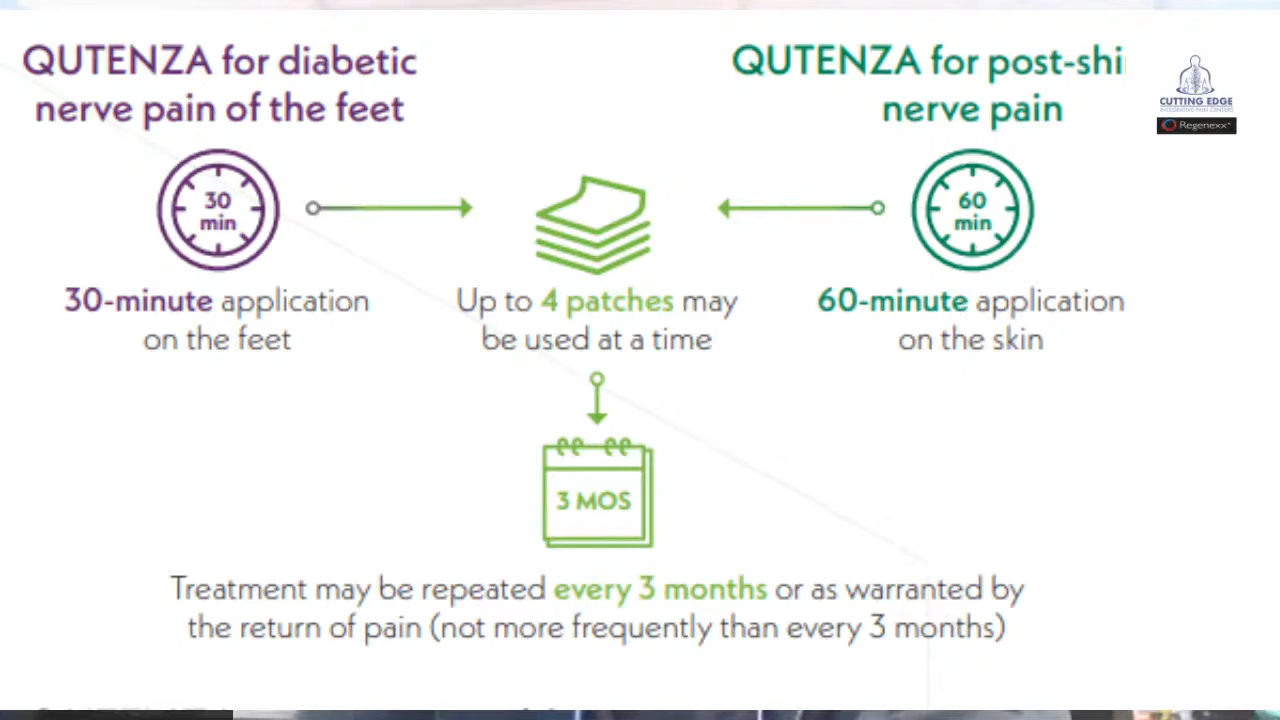 QUTENZA for diabetic
nerve pain of the feet
QUTENZA for post-shi
nerve pain
CUTTING EDGE
INTEGRATIVE PAIN CENTERS
Regenexx
30
min
60
min
30-minute application
on the feet
Up to 4 patches may
be used at a time
60-minute application
on the skin
3 MOS
Treatment may be repeated every 3 months or as warranted by
the return of pain (not more frequently than every 3 months)